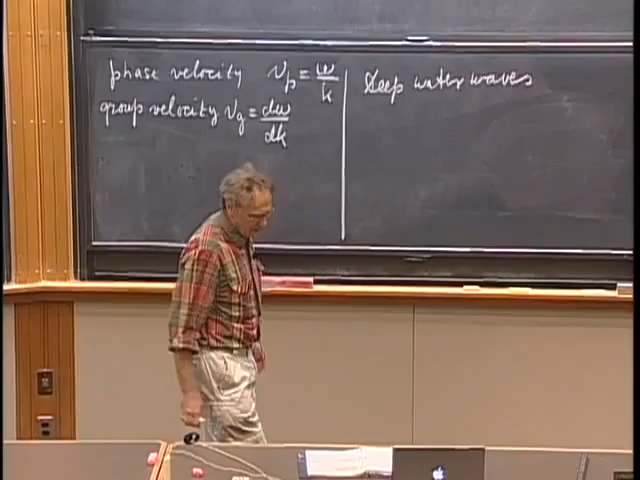 phase velocity v_p = ω/k
group velocity v_g = dω/dk
Deep water waves